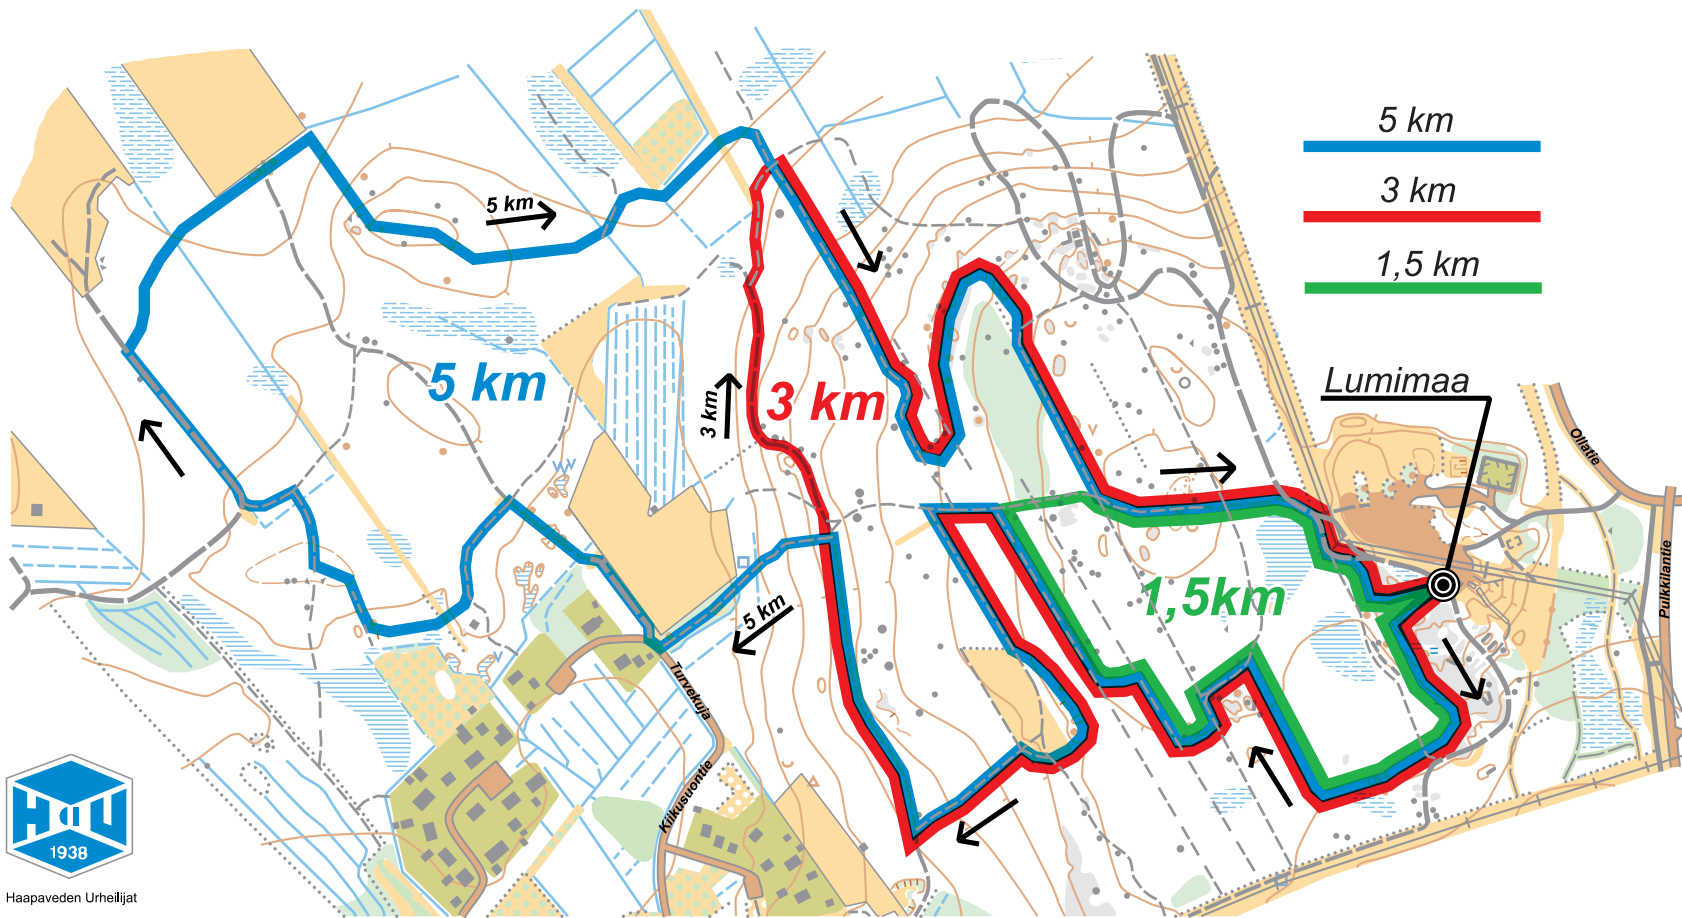 5 km
3 km
1,5 km
Lumimaa
Ollatie
Pulkkilantie
5 km
5 km
3 km
3 km
1,5km
5 km
Turvekuja
Kiikusuontie
HaU
1938
Haapaveden Urheilijat